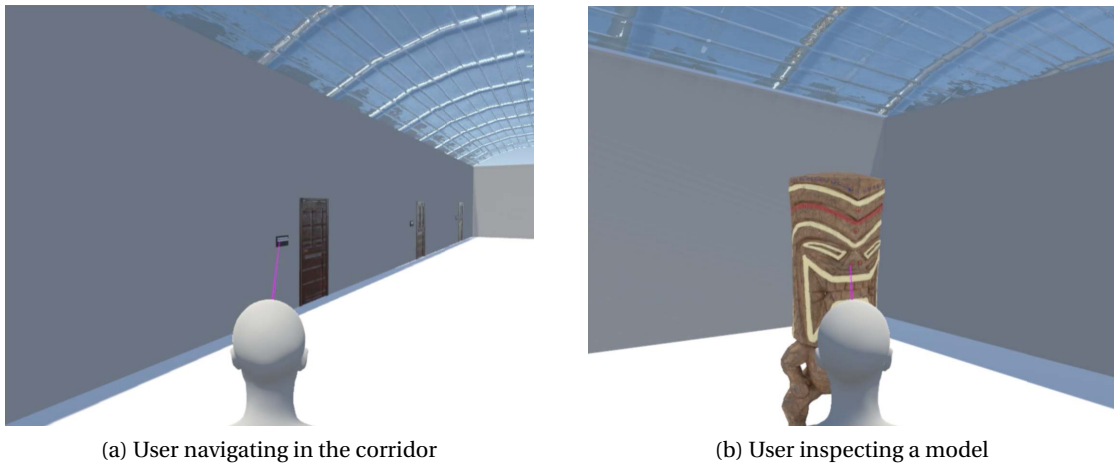 (a) User navigating in the corridor
(b) User inspecting a model